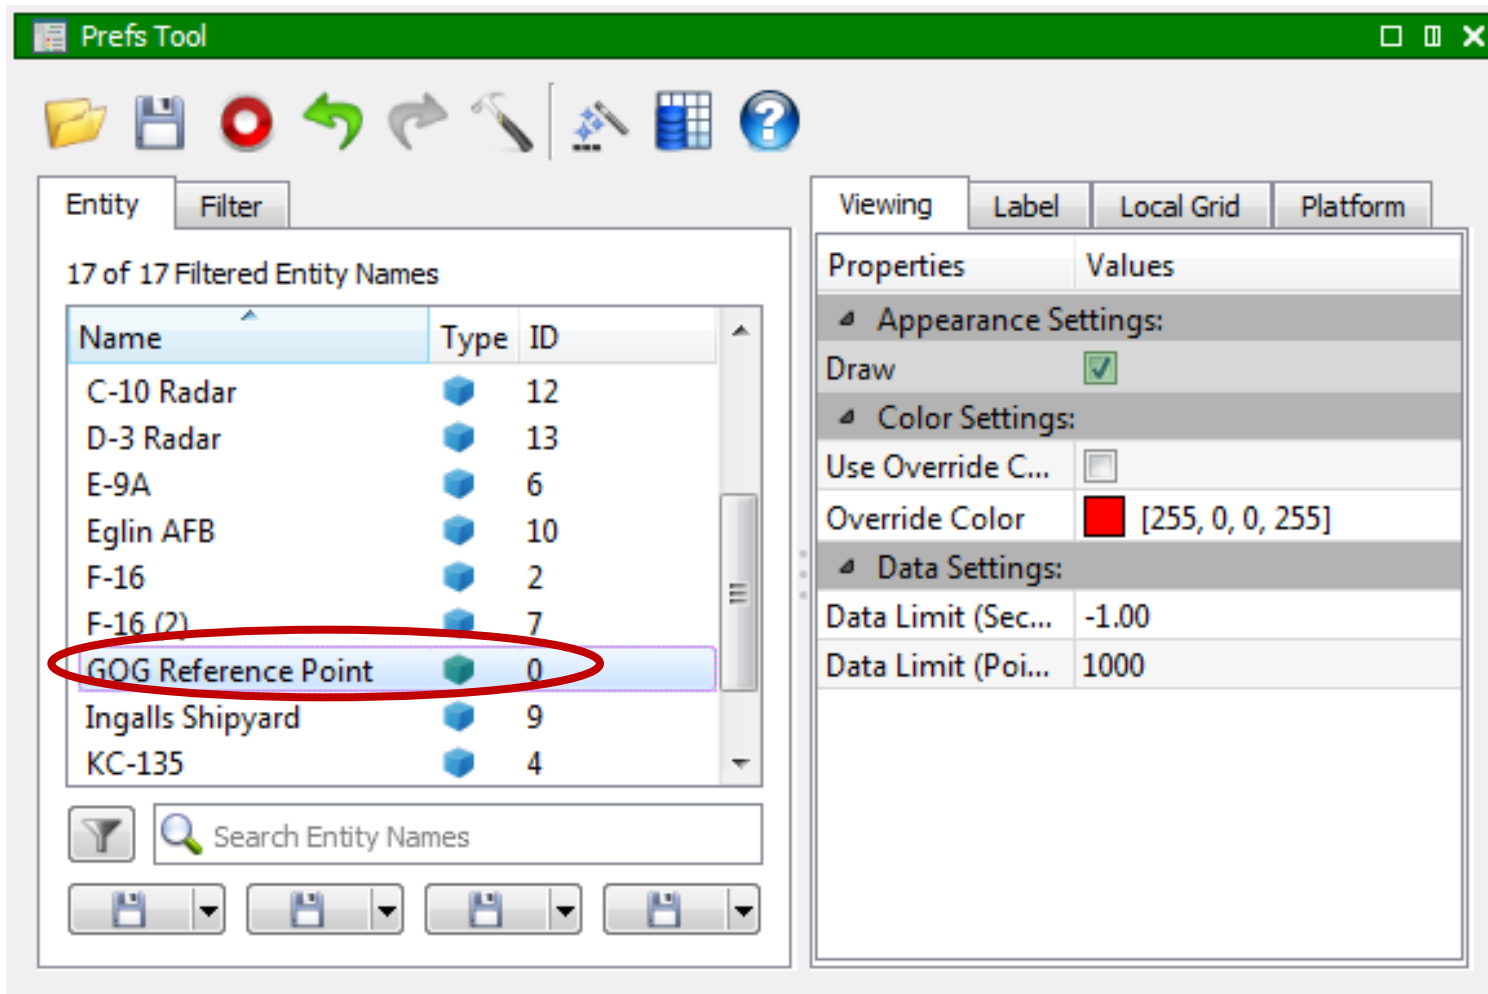 Prefs Tool
Entity Filter
17 of 17 Filtered Entity Names
Name Type ID
C-10 Radar 12
D-3 Radar 13
E-9A 6
Eglin AFB 10
F-16 2
F-16 (2) 7
GOG Reference Point 0
Ingalls Shipyard 9
KC-135 4
Search Entity Names
Viewing Label Local Grid Platform
Properties Values
Appearance Settings:
Draw
Color Settings:
Use Override C...
Override Color [255, 0, 0, 255]
Data Settings:
Data Limit (Sec... -1.00
Data Limit (Poi... 1000